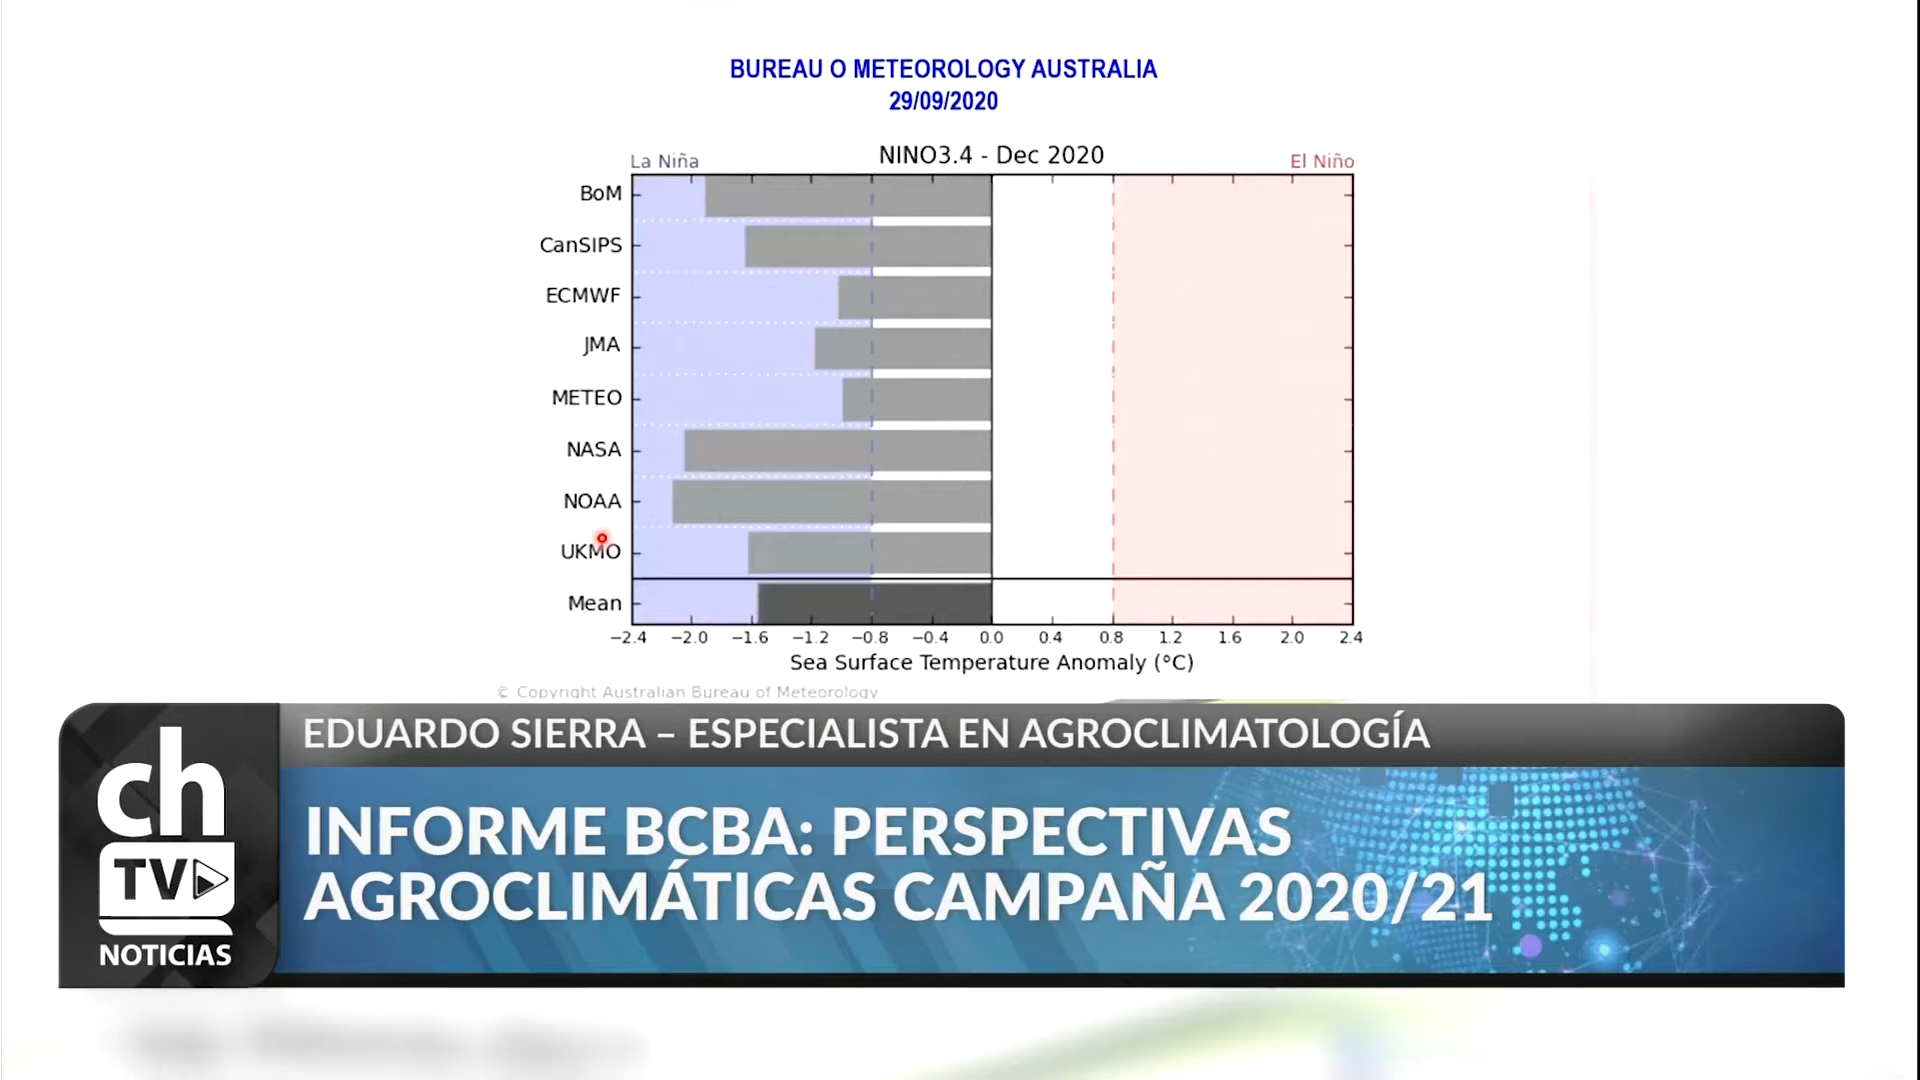 BUREAU O METEOROLOGY AUSTRALIA
29/09/2020
La Niña
NINO3.4 - Dec 2020
El Niño
BoM
CanSIPS
ECMWF
JMA
METEO
NASA
NOAA
UKMO
Mean
−2.4 −2.0 −1.6 −1.2 −0.8 −0.4 0.0 0.4 0.8 1.2 1.6 2.0 2.4
Sea Surface Temperature Anomaly (°C)
© Copyright Australian Bureau of Meteorology
EDUARDO SIERRA – ESPECIALISTA EN AGROCLIMATOLOGÍA
INFORME BCBA: PERSPECTIVAS
AGROCLIMÁTICAS CAMPAÑA 2020/21
ch
TV
NOTICIAS